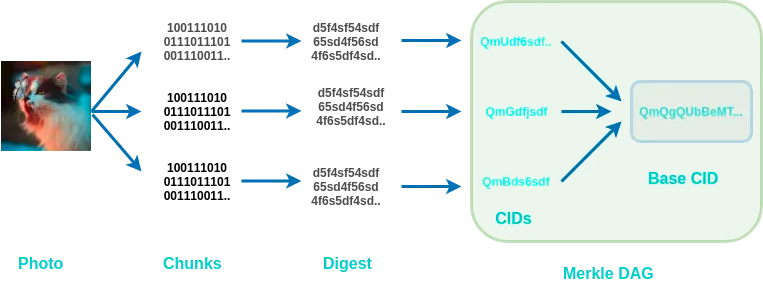 100111010
0111011101
001110011..
d5f4sf54sdf
65sd4f56sd
4f6s5df4sd..
QmUdf6sdf..
100111010
0111011101
001110011..
d5f4sf54sdf
65sd4f56sd
4f6s5df4sd..
QmGdfjsdf
QmQgQUbBeMT...
100111010
0111011101
001110011..
d5f4sf54sdf
65sd4f56sd
4f6s5df4sd..
QmBds6sdf
Base CID
CIDs
Photo
Chunks
Digest
Merkle DAG